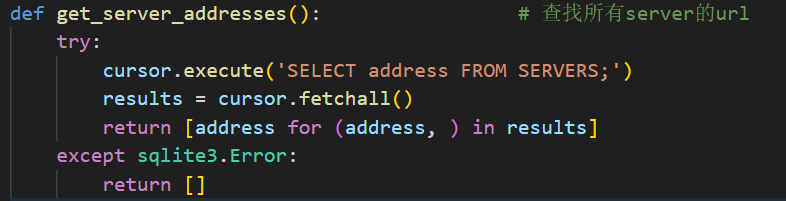 def get_server_addresses():                 # 查找所有server的url
    try:
        cursor.execute('SELECT address FROM SERVERS;')
        results = cursor.fetchall()
        return [address for (address, ) in results]
    except sqlite3.Error:
        return []